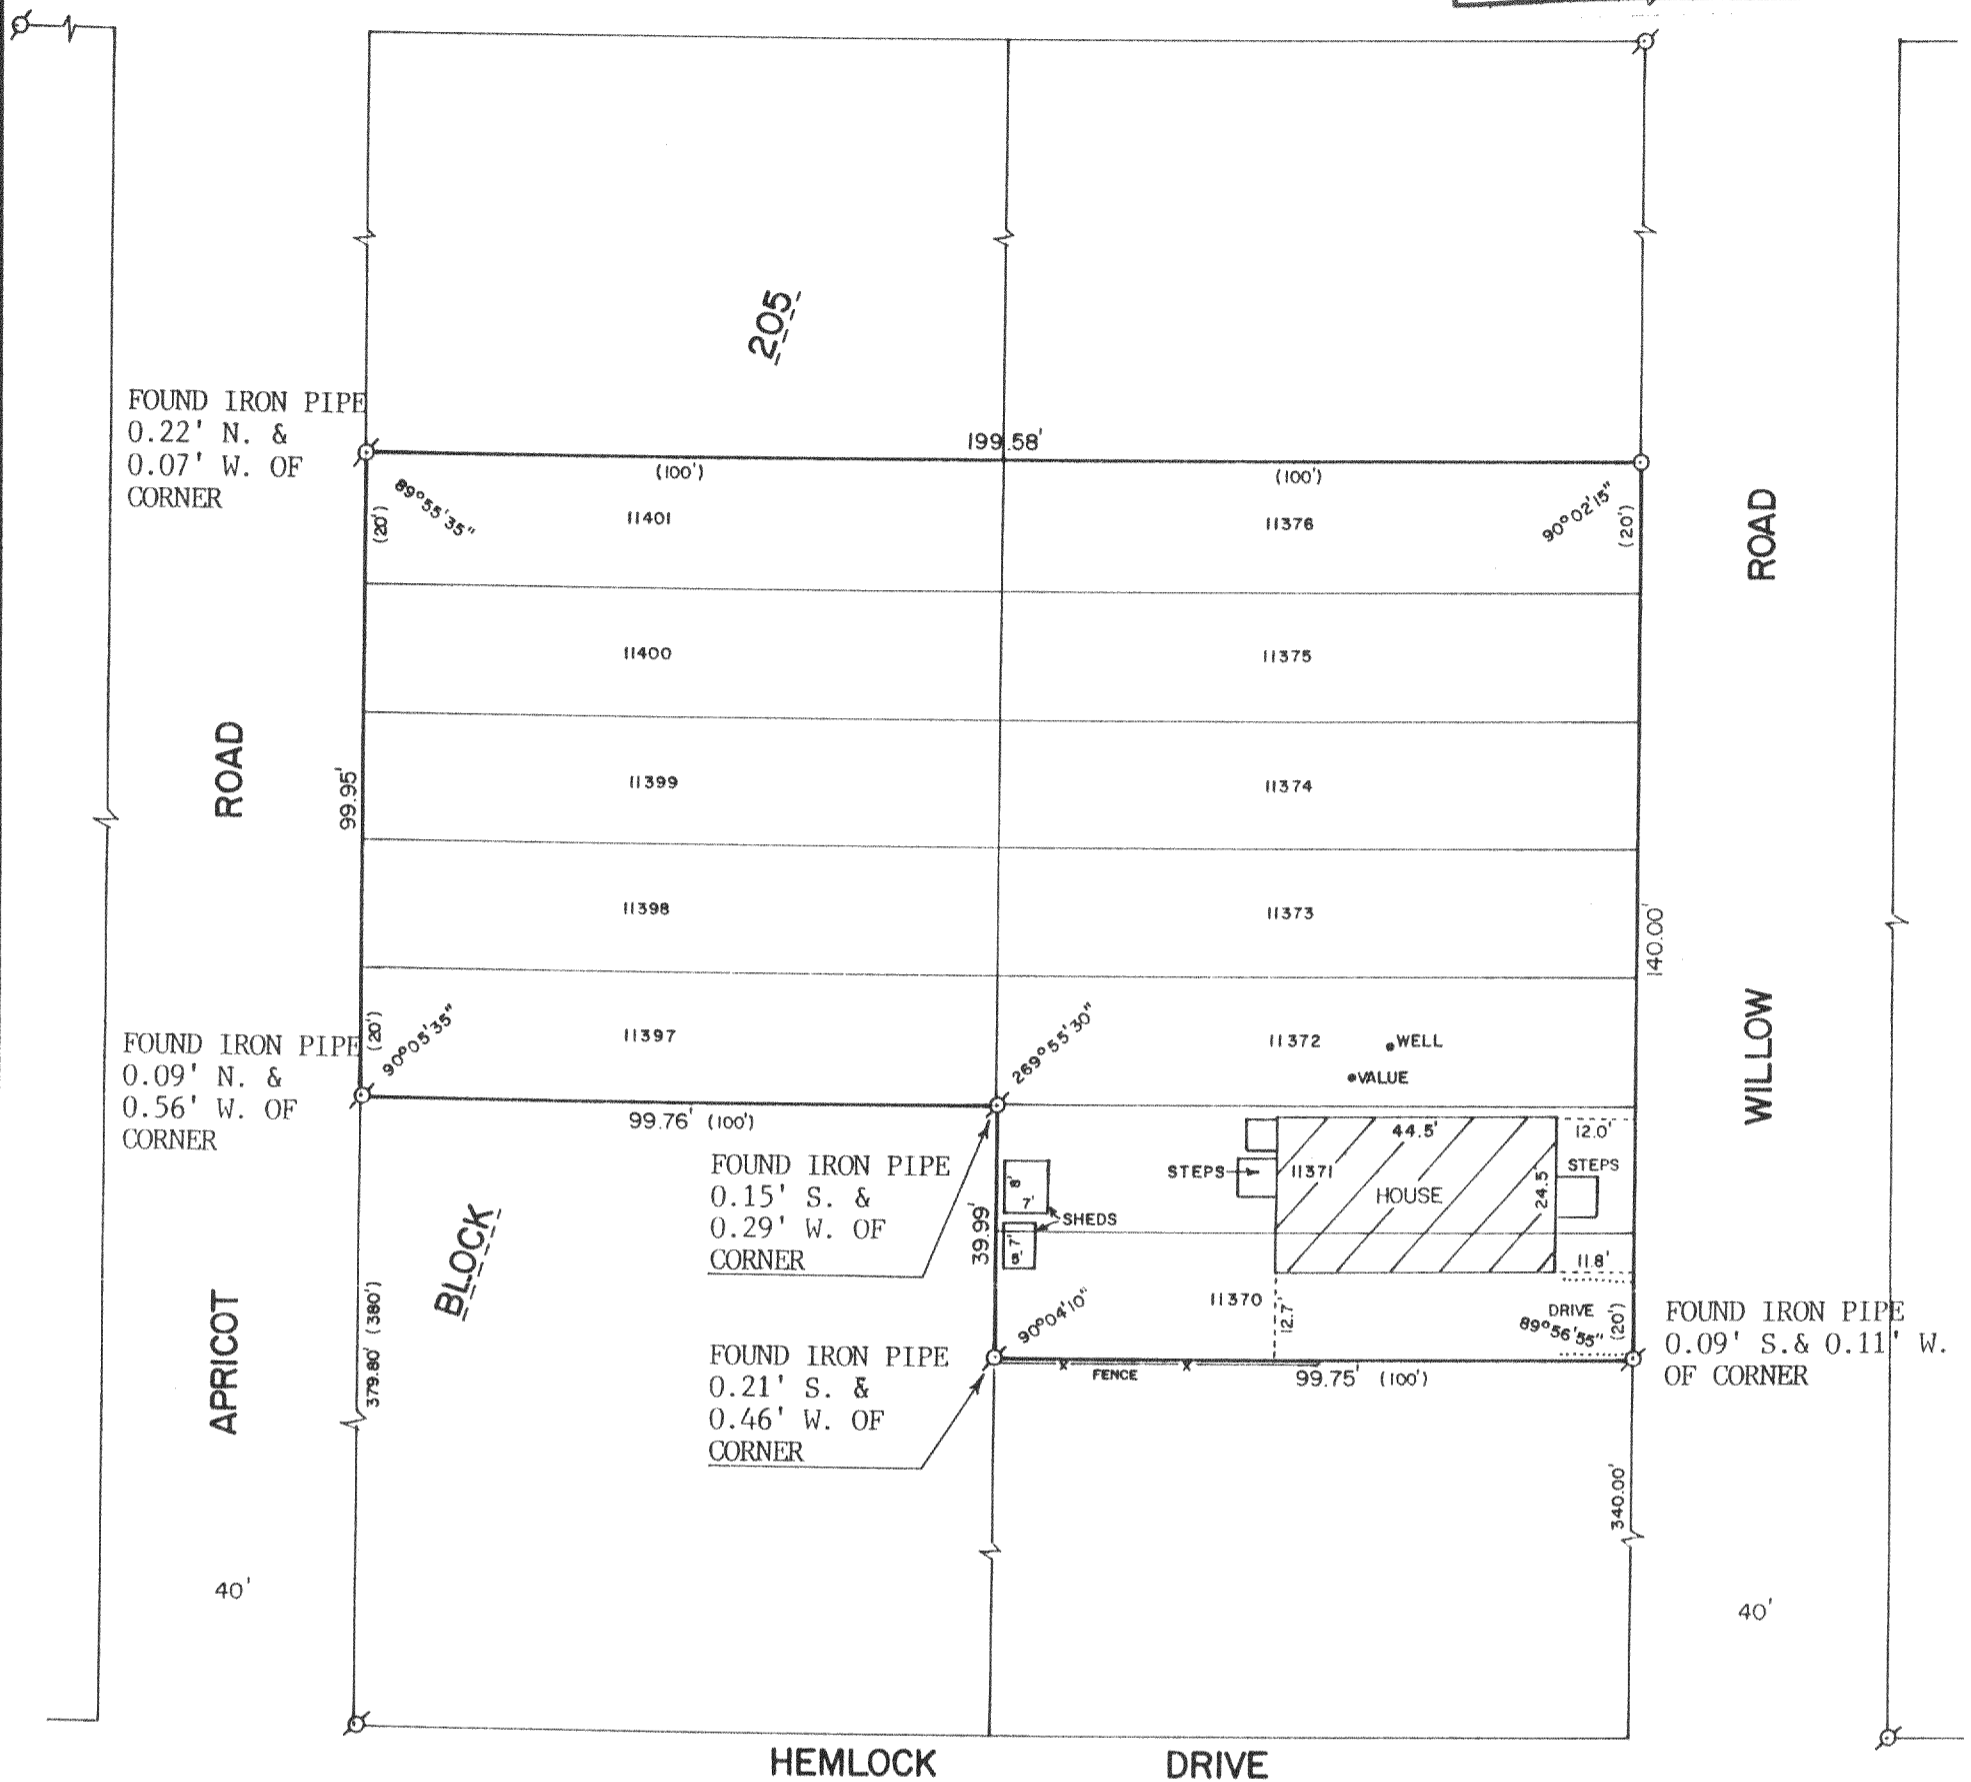 205
FOUND IRON PIPE
0.22' N. &
0.07' W. OF
CORNER
199.58'
(100')
(100')
89°55'35"
90°02'15"
(20')
(20')
11401
11376
ROAD
11400
11375
ROAD
99.95'
11399
11374
11398
11373
140.00'
FOUND IRON PIPE
0.09' N. &
0.56' W. OF
CORNER
(20')
90°05'35"
11397
269°55'30"
11372
WELL
VALUE
WILLOW
99.76' (100')
44.5'
12.0'
FOUND IRON PIPE
0.15' S. &
0.29' W. OF
CORNER
8'
7'
SHEDS
7'
5'
39.99'
STEPS
11371
HOUSE
24.5'
STEPS
11.8'
BLOCK
11370
12.7'
DRIVE
(20')
90°04'10"
89°56'55"
FOUND IRON PIPE
0.09' S.& 0.11' W.
OF CORNER
APRICOT
379.80' (380')
FOUND IRON PIPE
0.21' S. &
0.46' W. OF
CORNER
FENCE
99.75' (100')
340.00'
40'
40'
HEMLOCK DRIVE